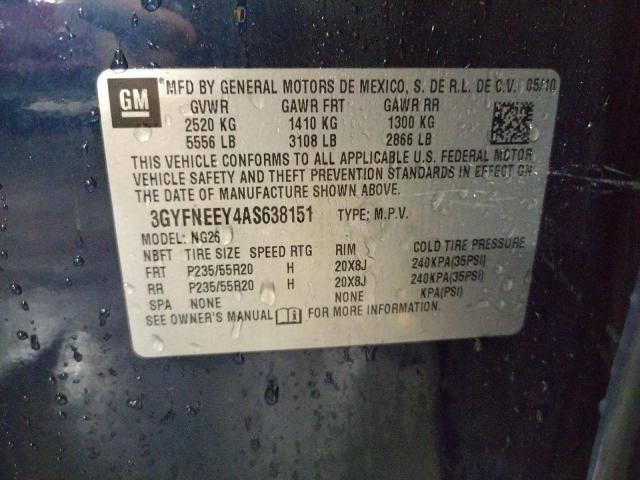 GM MFD BY GENERAL MOTORS DE MEXICO, S. DE R.L. DE C.V. 05/10
GVWR GAWR FRT GAWR RR
2520 KG 1410 KG 1300 KG
5556 LB 3108 LB 2866 LB
THIS VEHICLE CONFORMS TO ALL APPLICABLE U.S. FEDERAL MOTOR
VEHICLE SAFETY AND THEFT PREVENTION STANDARDS IN EFFECT ON
THE DATE OF MANUFACTURE SHOWN ABOVE.
3GYFNEEY4AS638151 TYPE: M.P.V.
MODEL: NG26
NBFT TIRE SIZE SPEED RTG RIM COLD TIRE PRESSURE
FRT P235/55R20 H 20X8J 240KPA(35PSI)
RR P235/55R20 H 20X8J 240KPA(35PSI)
SPA NONE NONE KPA(PSI)
SEE OWNER'S MANUAL FOR MORE INFORMATION.